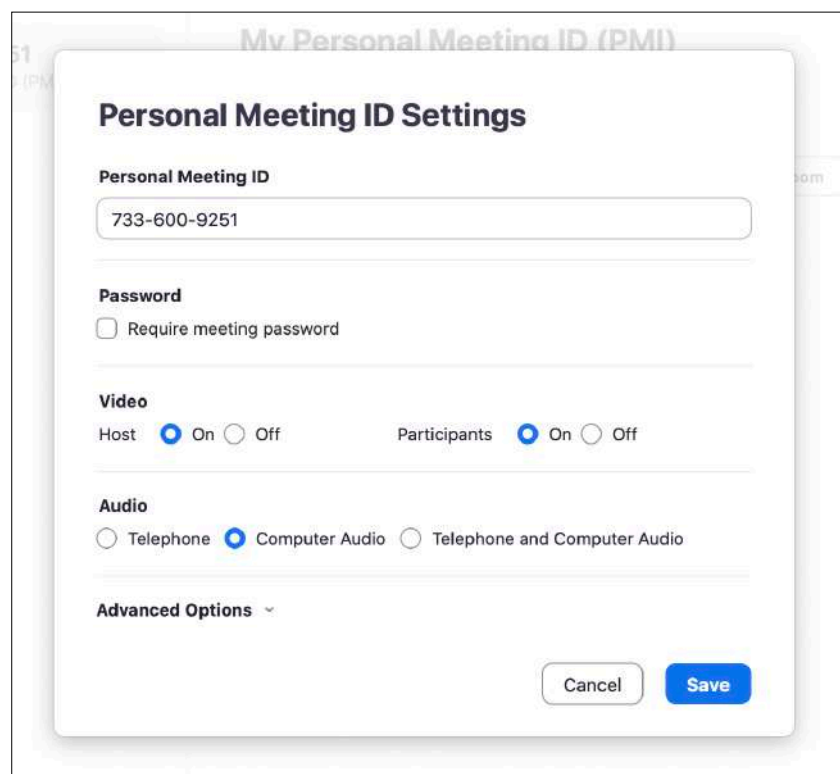 51
My Personal Meeting ID (PMI)
Personal Meeting ID Settings
Personal Meeting ID
733-600-9251
Password
Require meeting password
Video
Host On Off Participants On Off
Audio
Telephone Computer Audio Telephone and Computer Audio
Advanced Options
Cancel Save